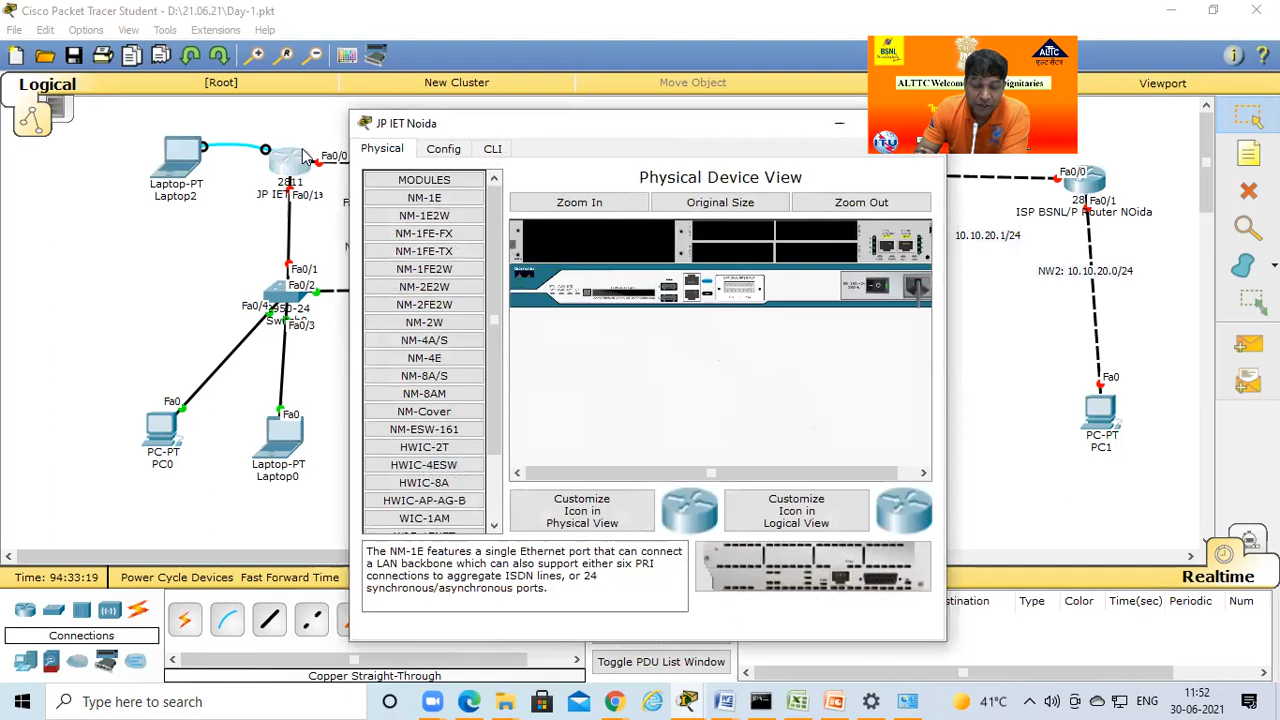 Cisco Packet Tracer Student - D:\21.06.21\Day-1.pkt
File Edit Options View Tools Extensions Help
Logical [Root] New Cluster Move Object Viewport
BSNL
ALTTC
एएलटी सेंटर
ITU
JP IET Noida
Physical Config CLI
MODULES
NM-1E
NM-1E2W
NM-1FE-FX
NM-1FE-TX
NM-1FE2W
NM-2E2W
NM-2FE2W
NM-2W
NM-4A/S
NM-4E
NM-8A/S
NM-8AM
NM-Cover
NM-ESW-161
HWIC-2T
HWIC-4ESW
HWIC-8A
HWIC-AP-AG-B
WIC-1AM
Physical Device View
Zoom In Original Size Zoom Out
Customize
Icon in
Physical View
Customize
Icon in
Logical View
The NM-1E features a single Ethernet port that can connect
a LAN backbone which can also support either six PRI
connections to aggregate ISDN lines, or 24
synchronous/asynchronous ports.
Laptop-PT
Laptop2
2811
JP IET
Fa0/0
Fa0/1
Fa0/1
Fa0/2
Fa0/4
Fa0/3
Fa0
PC-PT
PC0
Fa0
Laptop-PT
Laptop0
Fa0/0
Fa0/1
ISP BSNL/P Router NOida
10.10.20.1/24
NW2: 10.10.20.0/24
Fa0
PC-PT
PC1
Time: 94:33:19 Power Cycle Devices Fast Forward Time
Realtime
Connections
Copper Straight-Through
Toggle PDU List Window
Type Color Time(sec) Periodic Num
Type here to search
41°C
ENG
11:52
30-06-2021